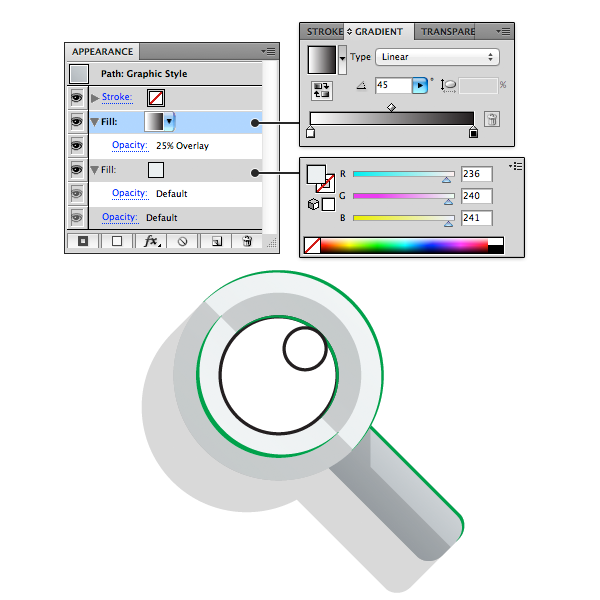 APPEARANCE
Path: Graphic Style
Stroke:
Fill:
Opacity: 25% Overlay
Fill:
Opacity: Default
Opacity: Default
fx
STROKE GRADIENT TRANSPARE
Type Linear
45 °
%
R 236
G 240
B 241